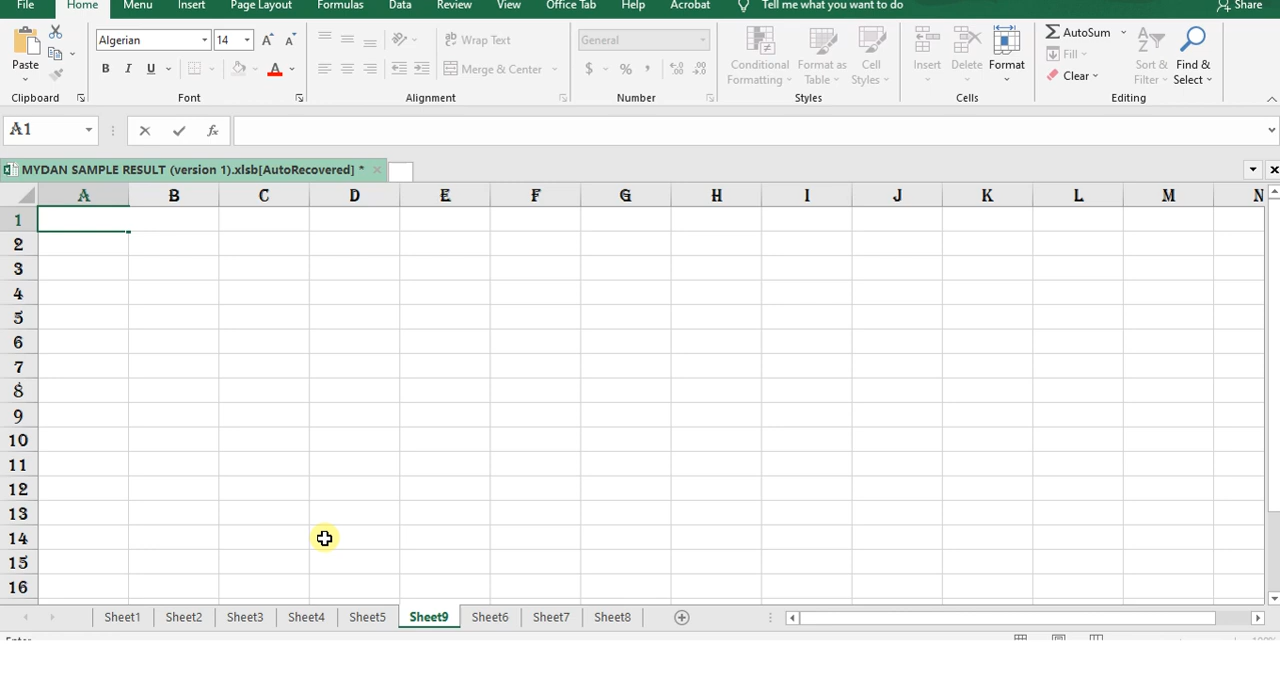 File Home Menu Insert Page Layout Formulas Data Review View Office Tab Help Acrobat Tell me what you want to do Share
Paste Algerian 14 Wrap Text General Conditional Formatting Format as Table Cell Styles Insert Delete Format AutoSum Fill Clear Sort & Filter Find & Select
B I U A Merge & Center $ % ,
Clipboard Font Alignment Number Styles Cells Editing
A1 fx
MYDAN SAMPLE RESULT (version 1).xlsb[AutoRecovered] *
A B C D E F G H I J K L M N
1
2
3
4
5
6
7
8
9
10
11
12
13
14
15
16
Sheet1 Sheet2 Sheet3 Sheet4 Sheet5 Sheet9 Sheet6 Sheet7 Sheet8